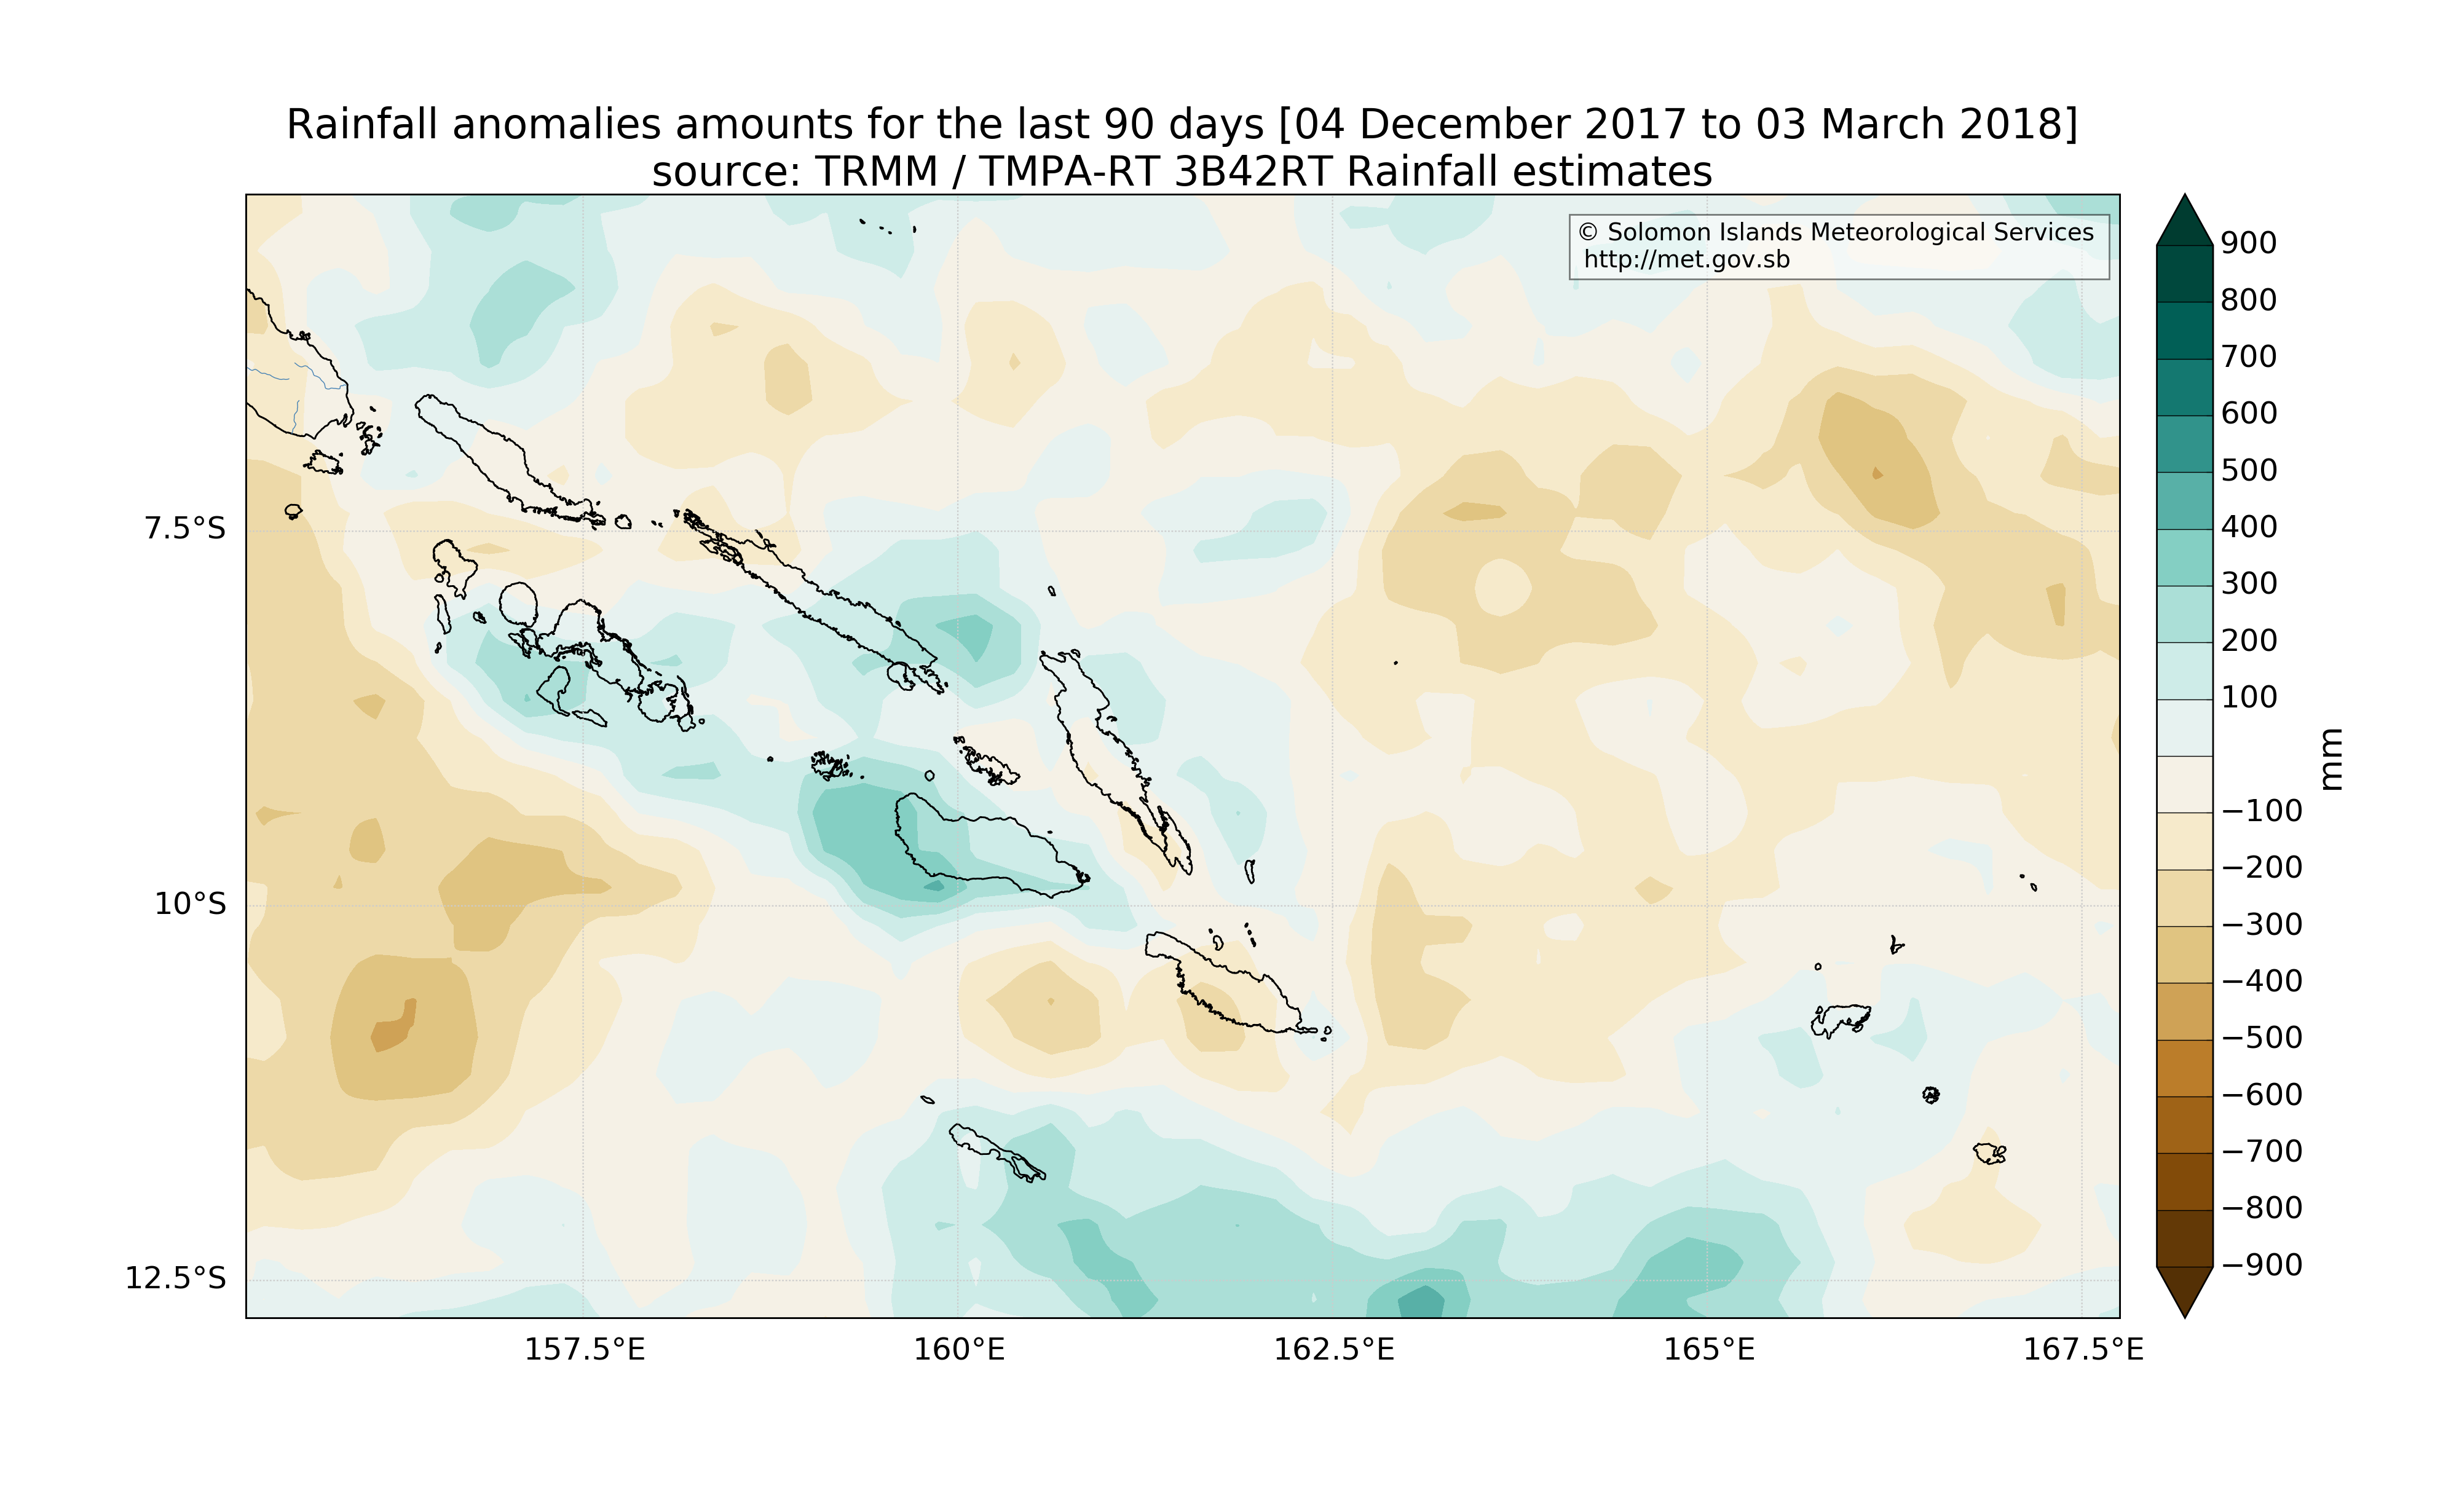 Rainfall anomalies amounts for the last 90 days [04 December 2017 to 03 March 2018]
source: TRMM / TMPA-RT 3B42RT Rainfall estimates
© Solomon Islands Meteorological Services
http://met.gov.sb
7.5°S
10°S
12.5°S
157.5°E
160°E
162.5°E
165°E
167.5°E
900
800
700
600
500
400
300
200
100
−100
−200
−300
−400
−500
−600
−700
−800
−900
mm